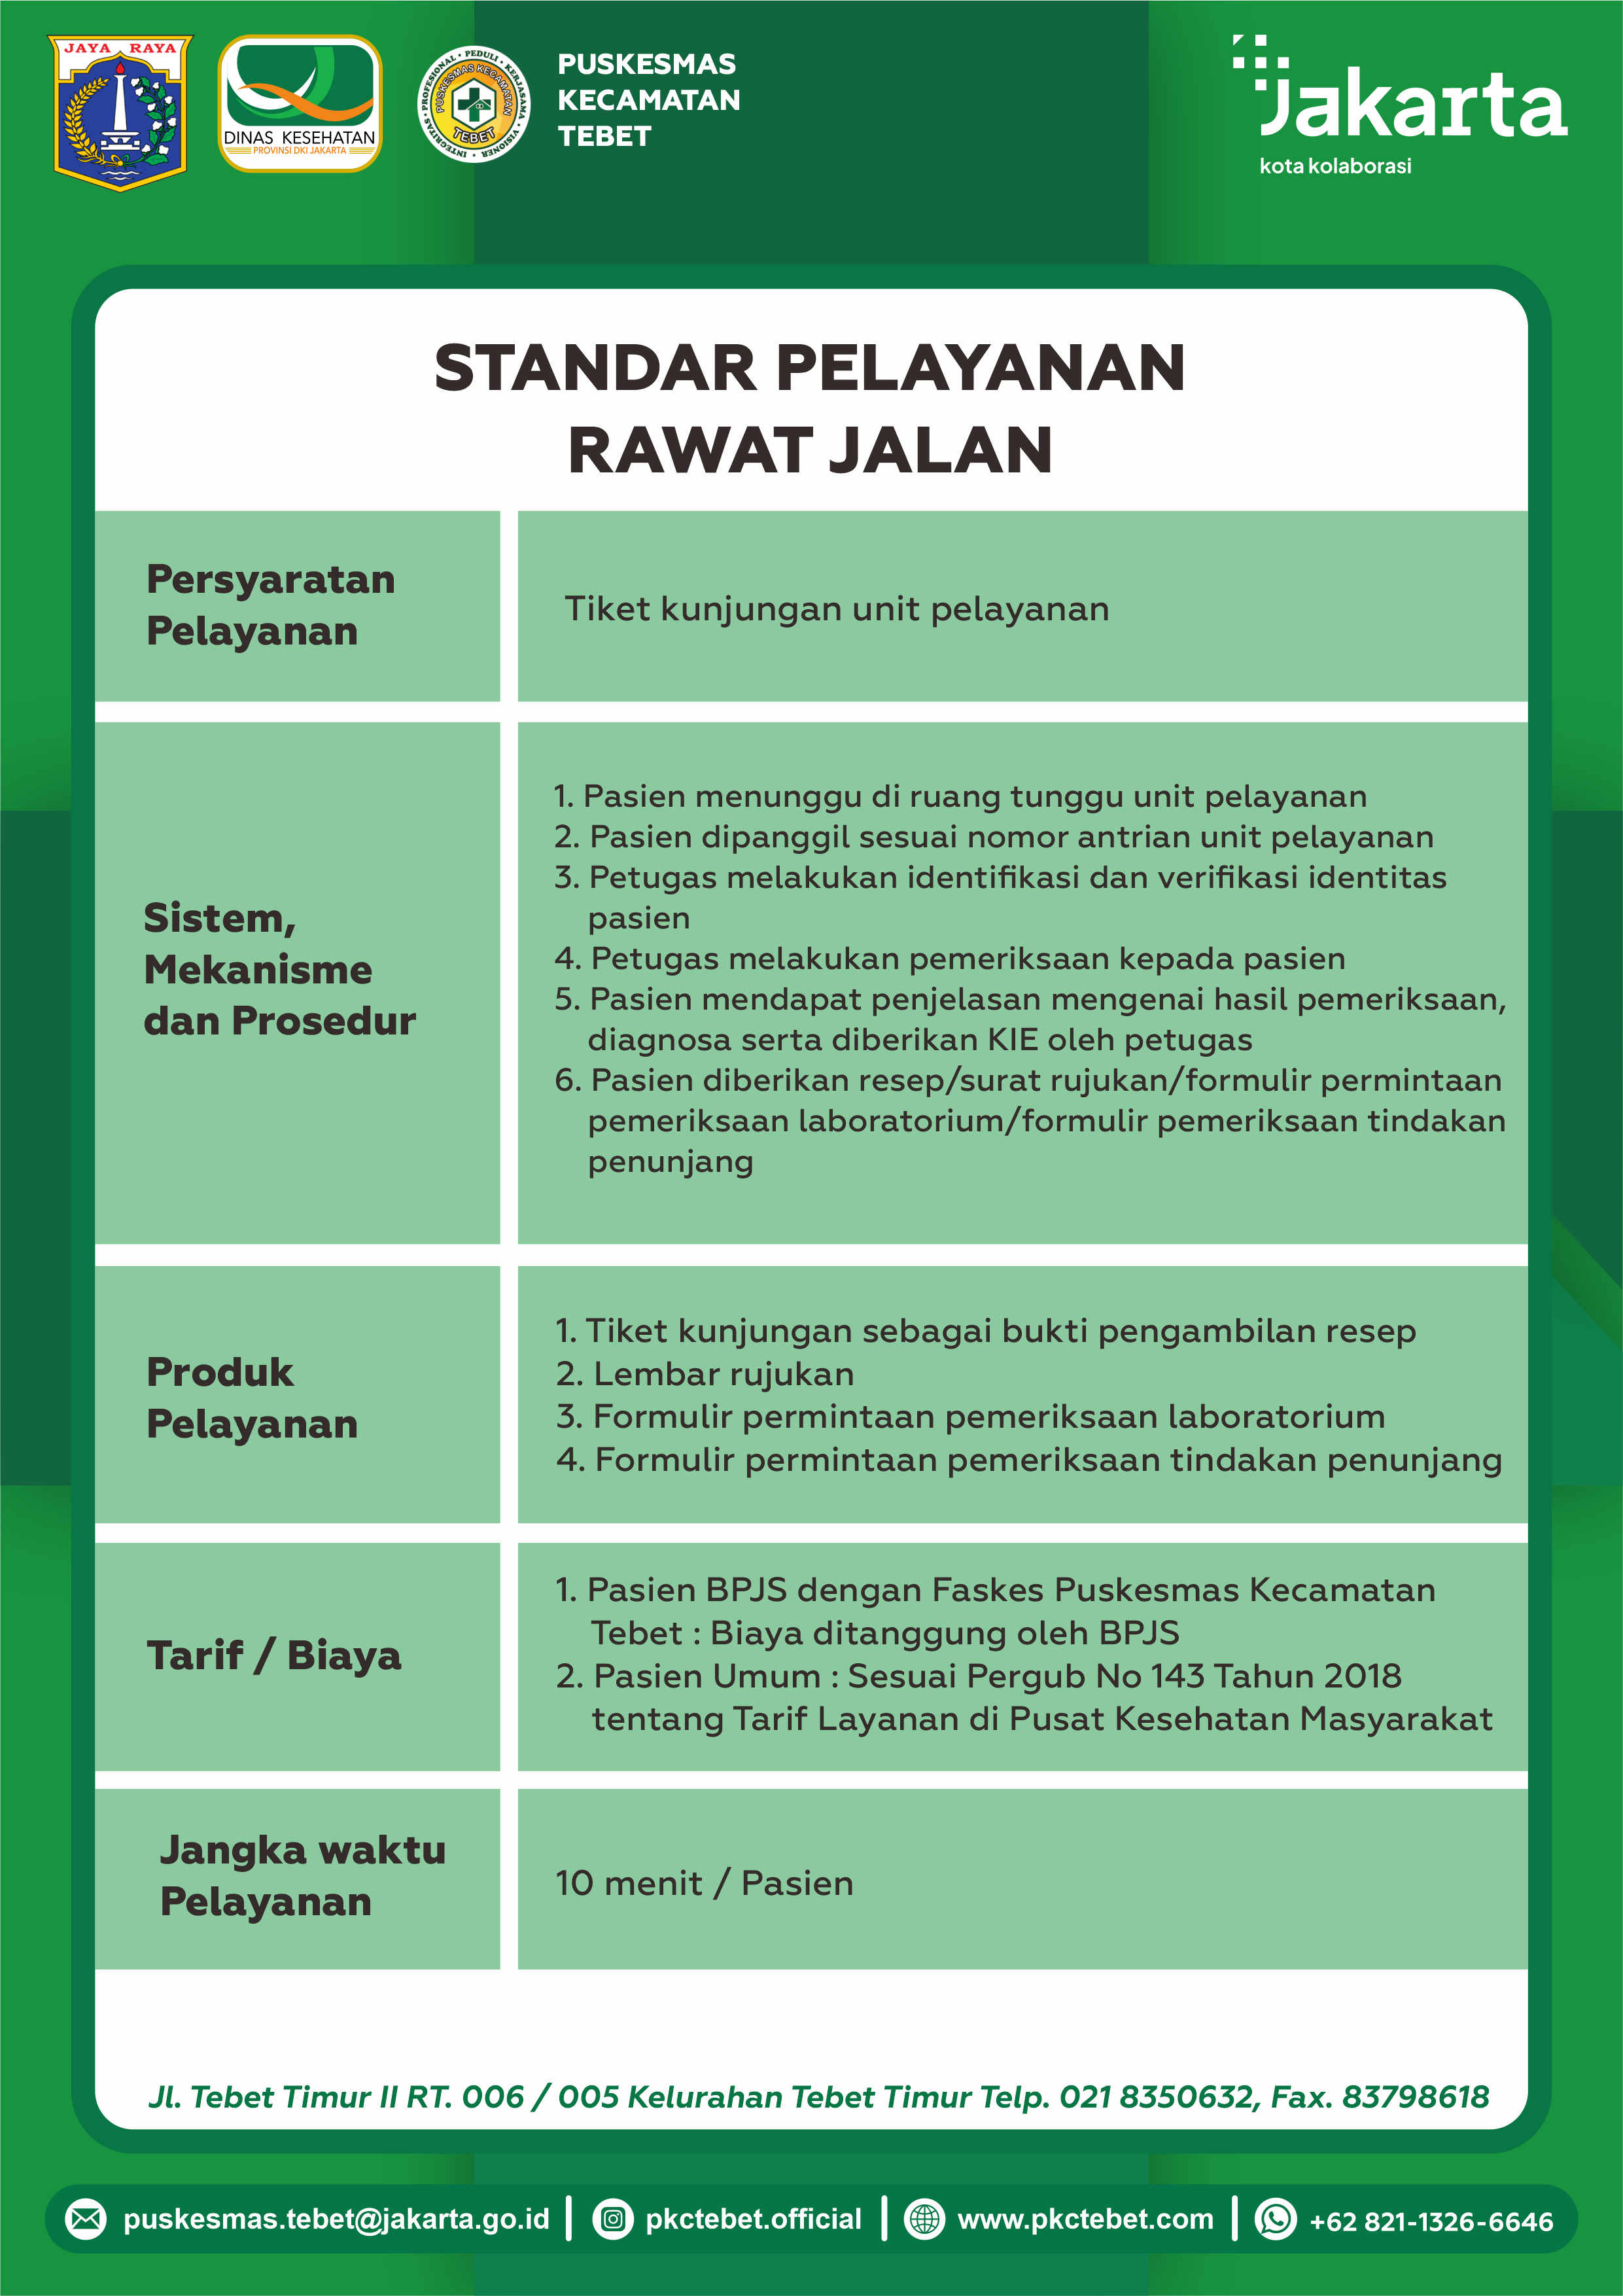 JAYA RAYA
DINAS KESEHATAN
PROVINSI DKI JAKARTA
INTEGRITAS • PROFESIONAL • PEDULI • KERJASAMA • VISIONER
PUSKESMAS KECAMATAN
TEBET
PUSKESMAS
KECAMATAN
TEBET
Jakarta
kota kolaborasi
STANDAR PELAYANAN
RAWAT JALAN
Persyaratan
Pelayanan
Tiket kunjungan unit pelayanan
Sistem,
Mekanisme
dan Prosedur
1. Pasien menunggu di ruang tunggu unit pelayanan
2. Pasien dipanggil sesuai nomor antrian unit pelayanan
3. Petugas melakukan identifikasi dan verifikasi identitas
pasien
4. Petugas melakukan pemeriksaan kepada pasien
5. Pasien mendapat penjelasan mengenai hasil pemeriksaan,
diagnosa serta diberikan KIE oleh petugas
6. Pasien diberikan resep/surat rujukan/formulir permintaan
pemeriksaan laboratorium/formulir pemeriksaan tindakan
penunjang
Produk
Pelayanan
1. Tiket kunjungan sebagai bukti pengambilan resep
2. Lembar rujukan
3. Formulir permintaan pemeriksaan laboratorium
4. Formulir permintaan pemeriksaan tindakan penunjang
Tarif / Biaya
1. Pasien BPJS dengan Faskes Puskesmas Kecamatan
Tebet : Biaya ditanggung oleh BPJS
2. Pasien Umum : Sesuai Pergub No 143 Tahun 2018
tentang Tarif Layanan di Pusat Kesehatan Masyarakat
Jangka waktu
Pelayanan
10 menit / Pasien
Jl. Tebet Timur II RT. 006 / 005 Kelurahan Tebet Timur Telp. 021 8350632, Fax. 83798618
puskesmas.tebet@jakarta.go.id | pkctebet.official | www.pkctebet.com | +62 821-1326-6646